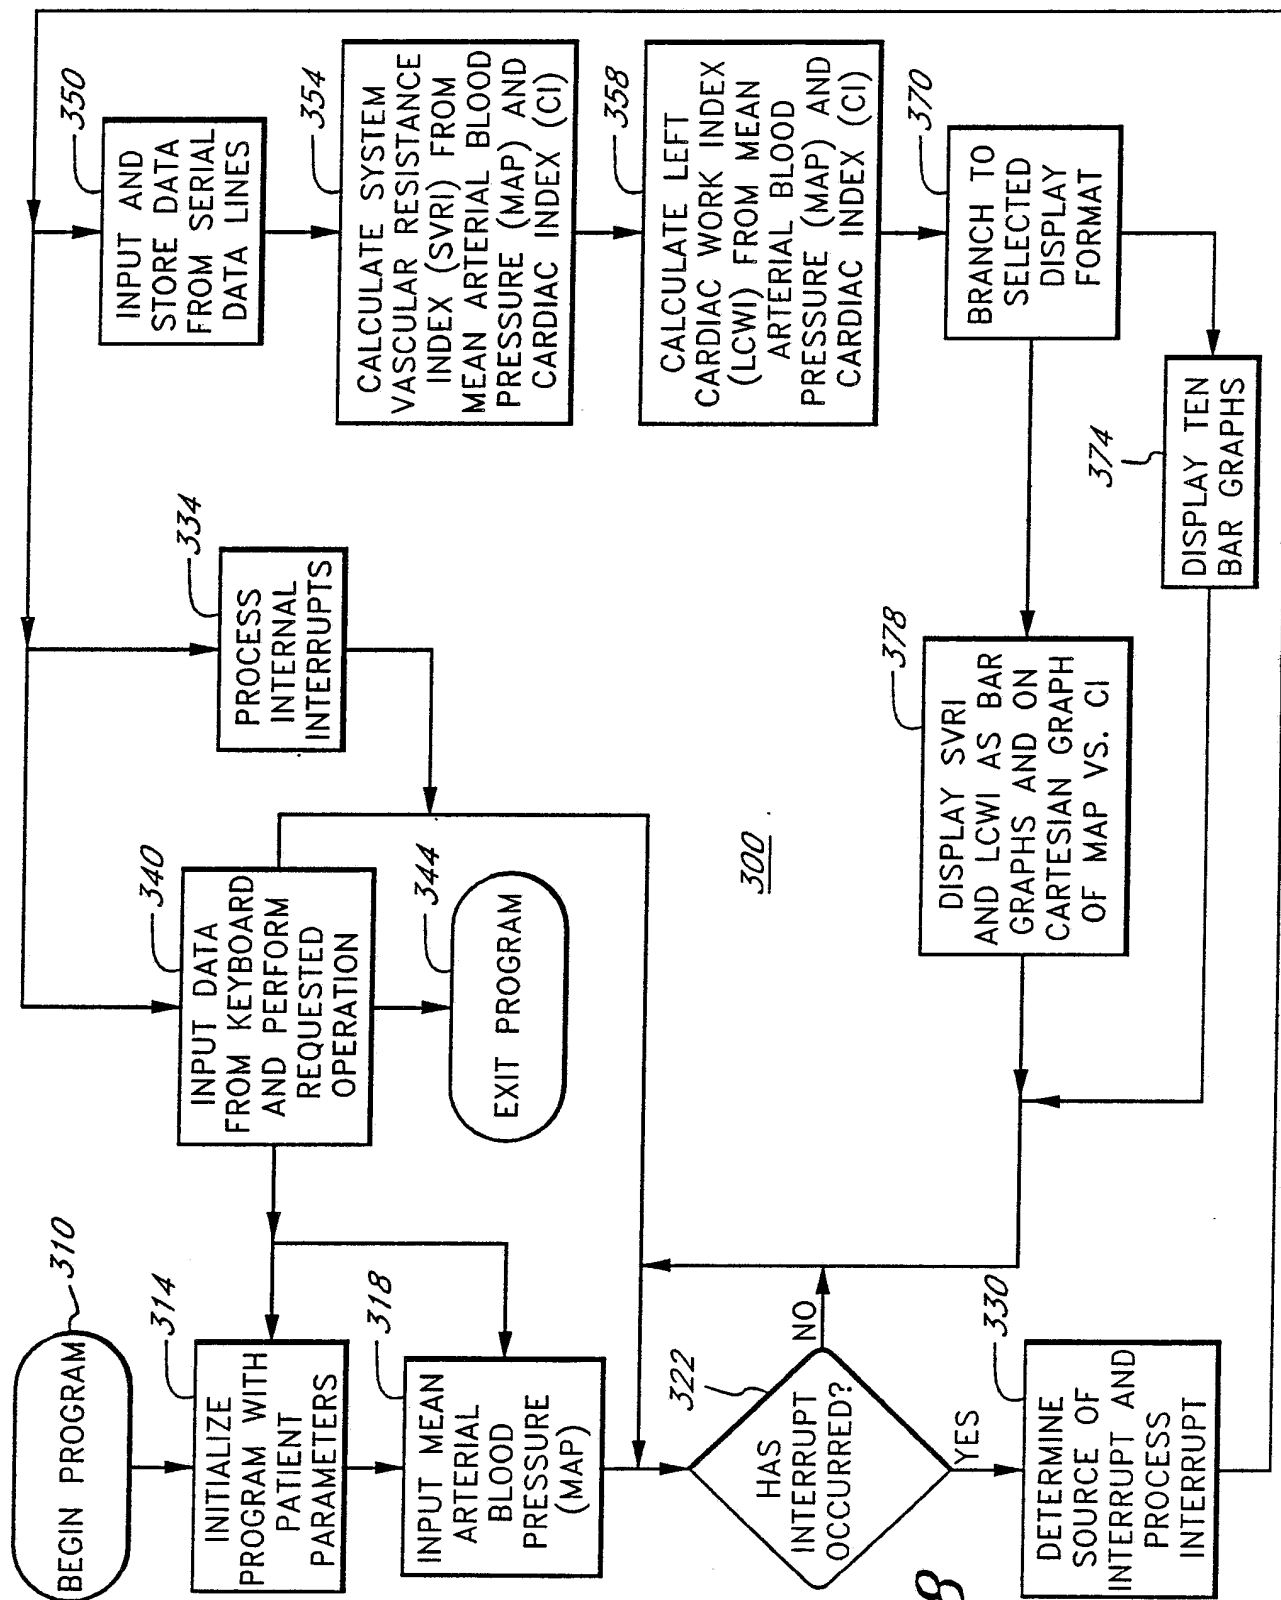 BEGIN PROGRAM
310
INITIALIZE
PROGRAM WITH
PATIENT
PARAMETERS
314
INPUT MEAN
ARTERIAL
BLOOD
PRESSURE
(MAP)
318
HAS
INTERRUPT
OCCURRED?
322
NO
YES
DETERMINE
SOURCE OF
INTERRUPT AND
PROCESS
INTERRUPT
330
8
INPUT DATA
FROM KEYBOARD
AND PERFORM
REQUESTED
OPERATION
340
EXIT PROGRAM
344
PROCESS
INTERNAL
INTERRUPTS
334
300
INPUT AND
STORE DATA
FROM SERIAL
DATA LINES
350
CALCULATE SYSTEM
VASCULAR RESISTANCE
INDEX (SVRI) FROM
MEAN ARTERIAL BLOOD
PRESSURE (MAP) AND
CARDIAC INDEX (CI)
354
CALCULATE LEFT
CARDIAC WORK INDEX
(LCWI) FROM MEAN
ARTERIAL BLOOD
PRESSURE (MAP) AND
CARDIAC INDEX (CI)
358
BRANCH TO
SELECTED
DISPLAY
FORMAT
370
DISPLAY SVRI
AND LCWI AS BAR
GRAPHS AND ON
CARTESIAN GRAPH
OF MAP VS. CI
378
DISPLAY TEN
BAR GRAPHS
374